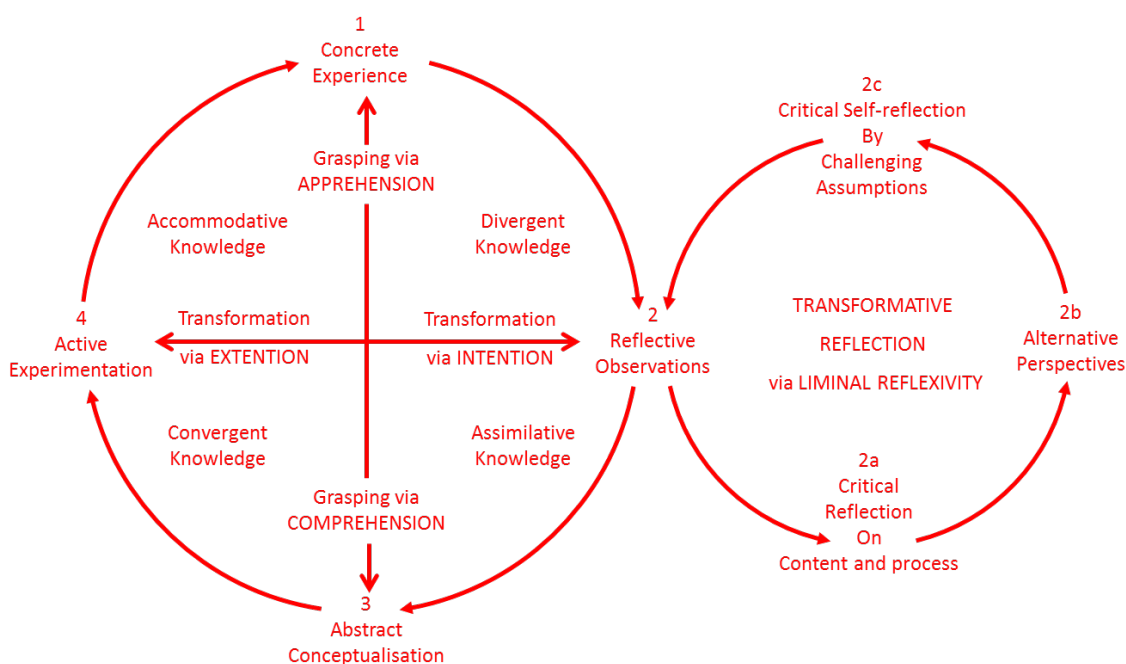 1
Concrete
Experience
Grasping via
APPREHENSION
Accommodative
Knowledge
Divergent
Knowledge
4
Active
Experimentation
Transformation
via EXTENTION
Transformation
via INTENTION
2
Reflective
Observations
Convergent
Knowledge
Assimilative
Knowledge
Grasping via
COMPREHENSION
3
Abstract
Conceptualisation
2c
Critical Self-reflection
By
Challenging
Assumptions
TRANSFORMATIVE
REFLECTION
via LIMINAL REFLEXIVITY
2b
Alternative
Perspectives
2a
Critical
Reflection
On
Content and process